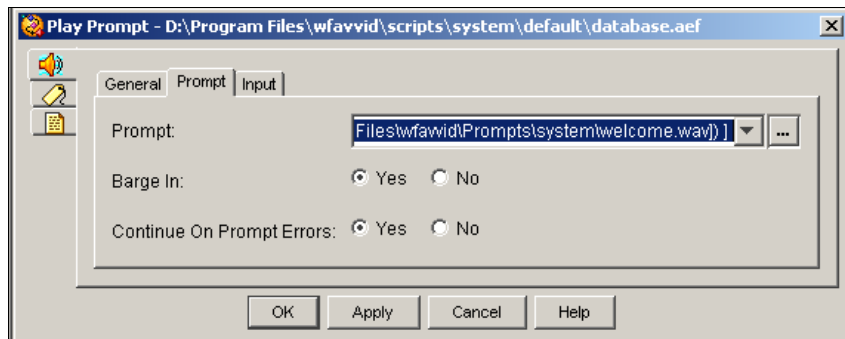 Play Prompt - D:\Program Files\wfavvid\scripts\system\default\database.aef
General Prompt Input
Prompt: Files\wfavvid\Prompts\system\welcome.wav]) ] ...
Barge In: Yes No
Continue On Prompt Errors: Yes No
OK Apply Cancel Help